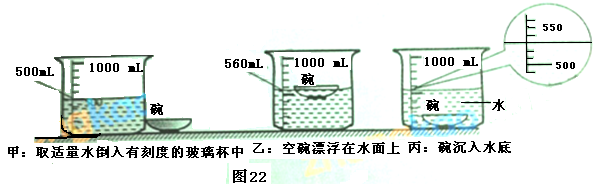 550
500
500mL
1000 mL
碗
560mL
1000 mL
碗
1000 mL
碗
水
甲：取适量水倒入有刻度的玻璃杯中 乙：空碗漂浮在水面上 丙：碗沉入水底
图22